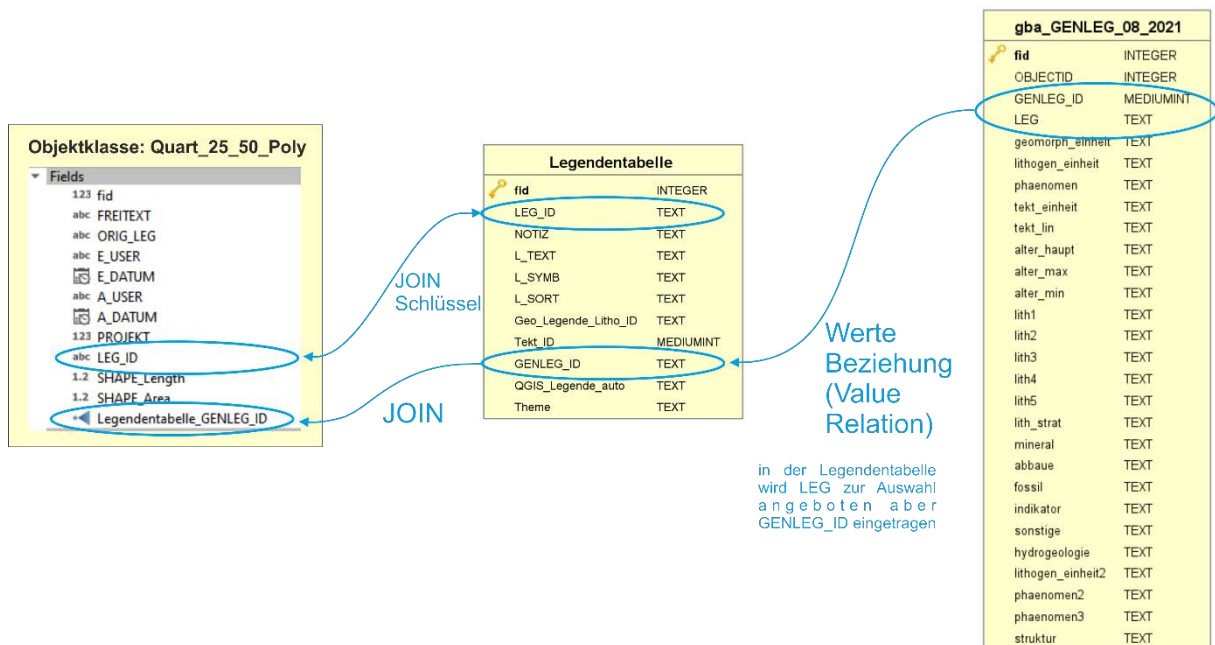 Objektklasse: Quart_25_50_Poly
Fields
123 fid
abc FREITEXT
abc ORIG_LEG
abc E_USER
E_DATUM
abc A_USER
A_DATUM
123 PROJEKT
abc LEG_ID
1.2 SHAPE_Length
1.2 SHAPE_Area
Legendentabelle_GENLEG_ID
JOIN
Schlüssel
JOIN
Legendentabelle
fid INTEGER
LEG_ID TEXT
NOTIZ TEXT
L_TEXT TEXT
L_SYMB TEXT
L_SORT TEXT
Geo_Legende_Litho_ID TEXT
Tekt_ID MEDIUMINT
GENLEG_ID TEXT
QGIS_Legende_auto TEXT
Theme TEXT
Werte
Beziehung
(Value
Relation)
in der Legendentabelle
wird LEG zur Auswahl
angeboten aber
GENLEG_ID eingetragen
gba_GENLEG_08_2021
fid INTEGER
OBJECTID INTEGER
GENLEG_ID MEDIUMINT
LEG TEXT
geomorph_einheit TEXT
lithogen_einheit TEXT
phaenomen TEXT
tekt_einheit TEXT
tekt_lin TEXT
alter_haupt TEXT
alter_max TEXT
alter_min TEXT
lith1 TEXT
lith2 TEXT
lith3 TEXT
lith4 TEXT
lith5 TEXT
lith_strat TEXT
mineral TEXT
abbaue TEXT
fossil TEXT
indikator TEXT
sonstige TEXT
hydrogeologie TEXT
lithogen_einheit2 TEXT
phaenomen2 TEXT
phaenomen3 TEXT
struktur TEXT